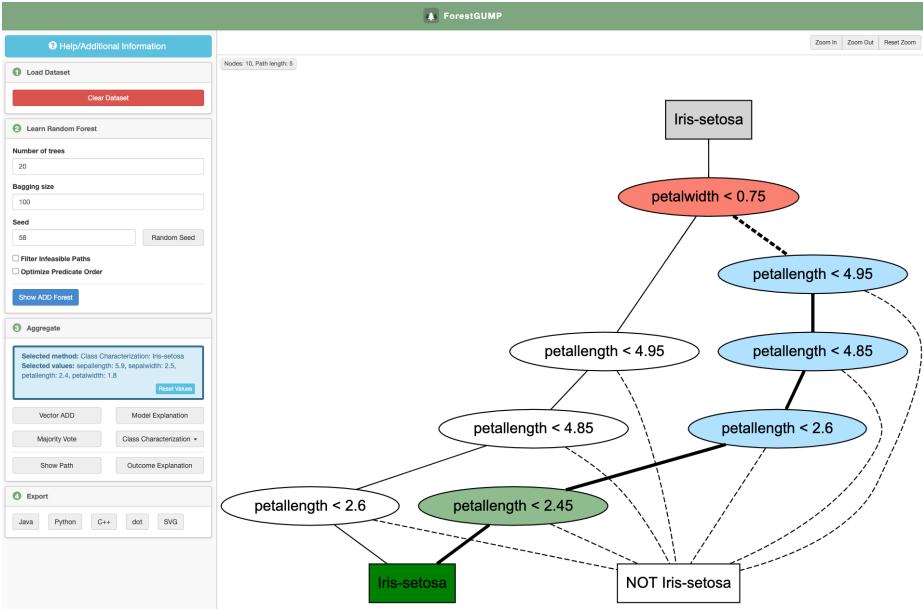 ForestGUMP
Help/Additional Information
Zoom In Zoom Out Reset Zoom
Nodes: 10, Path length: 5
1 Load Dataset
Clear Dataset
2 Learn Random Forest
Number of trees
20
Bagging size
100
Seed
58 Random Seed
Filter Infeasible Paths
Optimize Predicate Order
Show ADD Forest
3 Aggregate
Selected method: Class Characterization: Iris-setosa
Selected values: sepallength: 5.9, sepalwidth: 2.5,
petallength: 2.4, petalwidth: 1.8
Reset Values
Vector ADD Model Explanation
Majority Vote Class Characterization
Show Path Outcome Explanation
4 Export
Java Python C++ dot SVG
Iris-setosa
petalwidth < 0.75
petallength < 4.95
petallength < 4.95
petallength < 4.85
petallength < 4.85
petallength < 2.6
petallength < 2.6
petallength < 2.45
Iris-setosa
NOT Iris-setosa